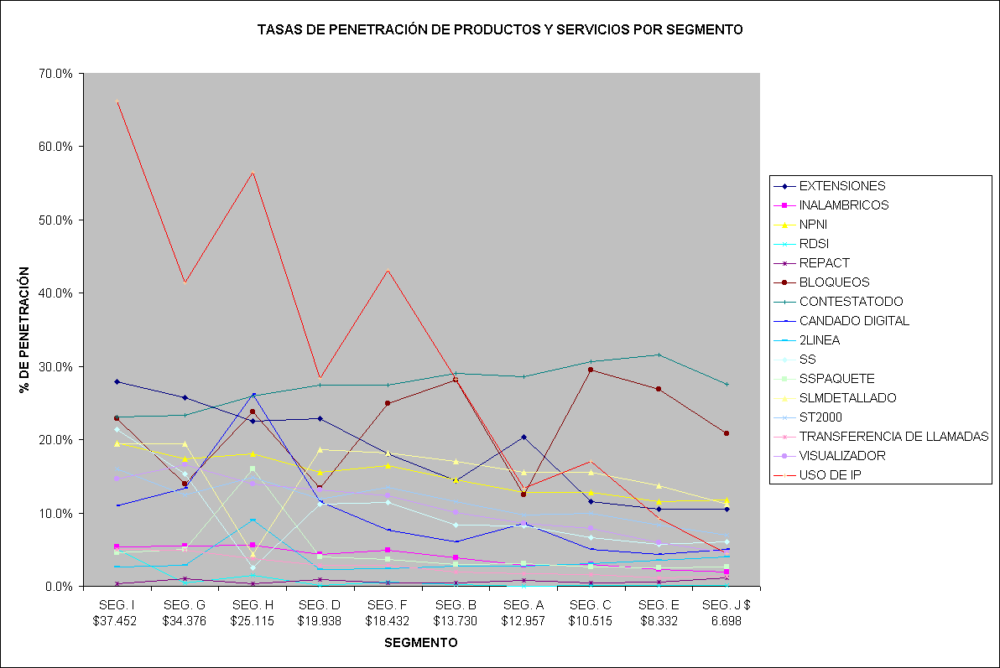 TASAS DE PENETRACIÓN DE PRODUCTOS Y SERVICIOS POR SEGMENTO
70.0%
60.0%
50.0%
40.0%
30.0%
20.0%
10.0%
0.0%
% DE PENETRACIÓN
SEG. I
$37.452
SEG. G
$34.376
SEG. H
$25.115
SEG. D
$19.938
SEG. F
$18.432
SEG. B
$13.730
SEG. A
$12.957
SEG. C
$10.515
SEG. E
$8.332
SEG. J $
6.698
SEGMENTO
EXTENSIONES
INALAMBRICOS
NPNI
RDSI
REPACT
BLOQUEOS
CONTESTATODO
CANDADO DIGITAL
2LINEA
SS
SSPAQUETE
SLMDETALLADO
ST2000
TRANSFERENCIA DE LLAMADAS
VISUALIZADOR
USO DE IP